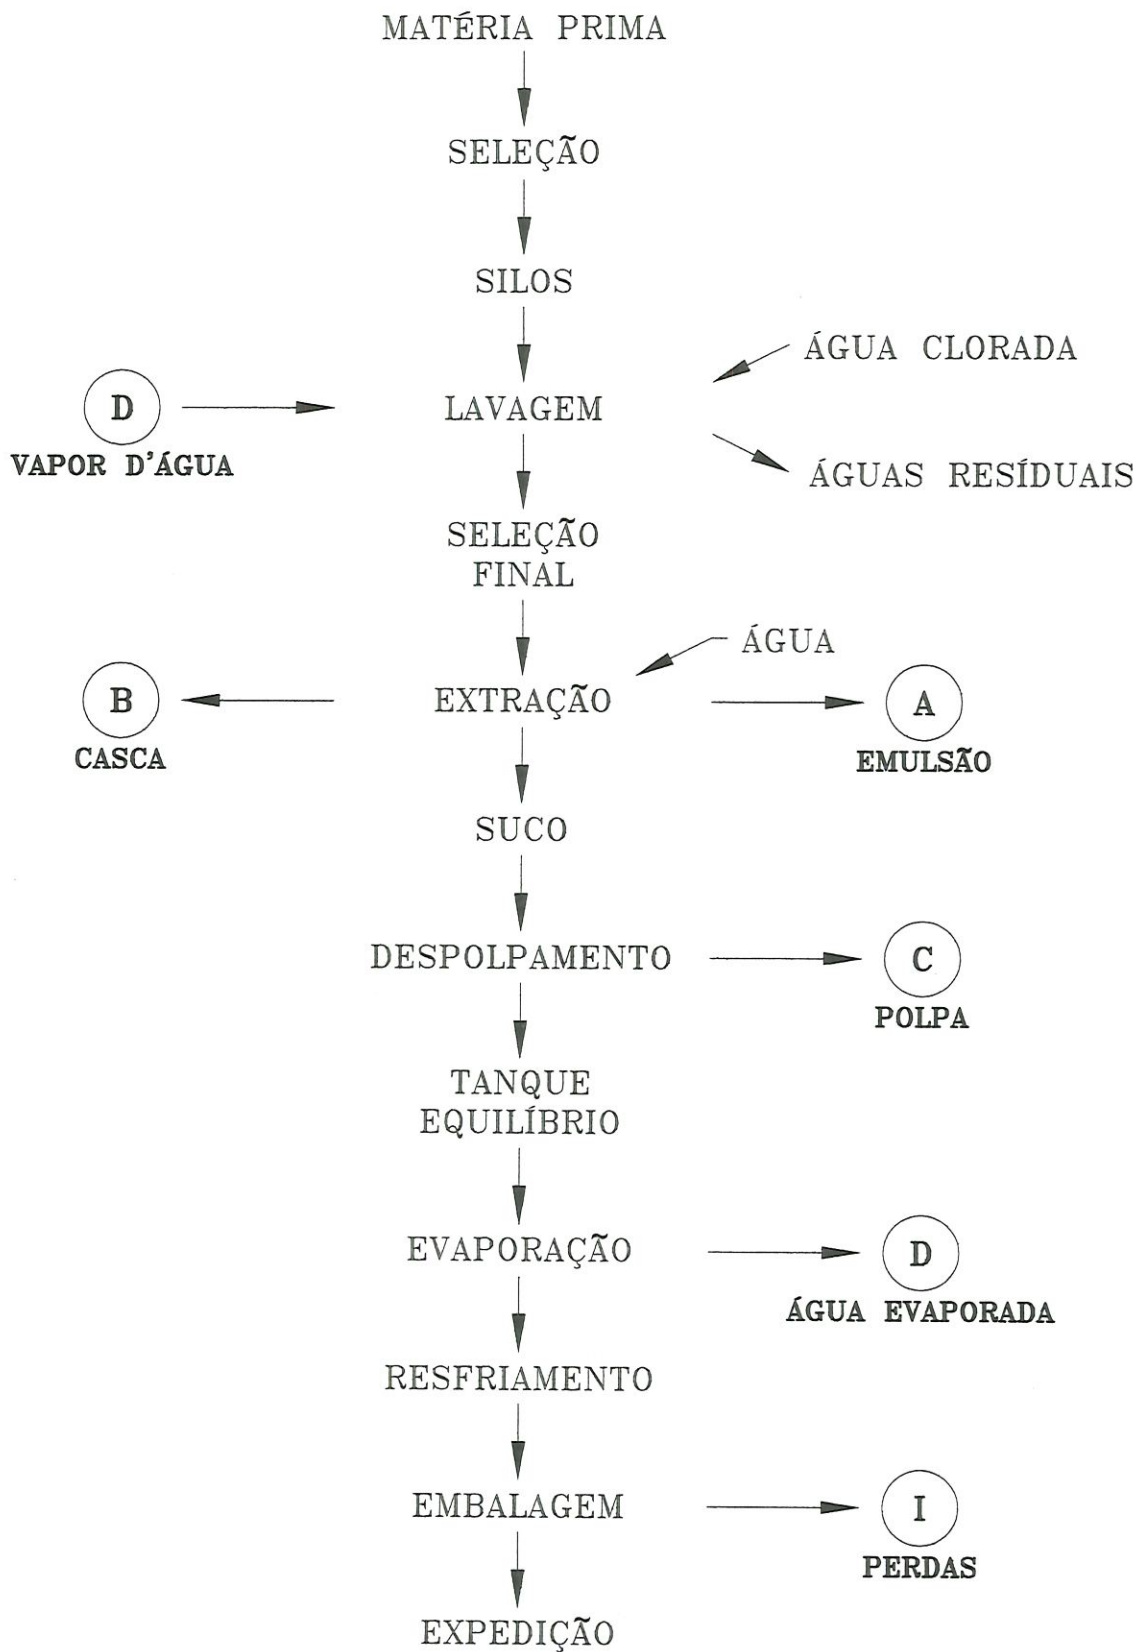 MATÉRIA PRIMA
SELEÇÃO
SILOS
ÁGUA CLORADA
D
LAVAGEM
VAPOR D'ÁGUA
ÁGUAS RESÍDUAIS
SELEÇÃO
FINAL
ÁGUA
B
EXTRAÇÃO
A
CASCA
EMULSÃO
SUCO
DESPOLPAMENTO
C
POLPA
TANQUE
EQUILÍBRIO
EVAPORAÇÃO
D
ÁGUA EVAPORADA
RESFRIAMENTO
EMBALAGEM
I
PERDAS
EXPEDIÇÃO